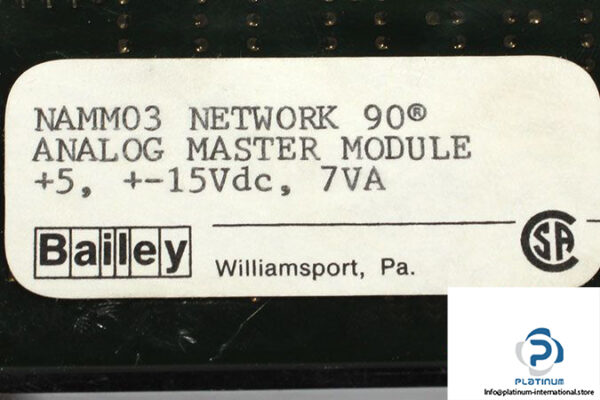 NAMM03 NETWORK 90®
ANALOG MASTER MODULE
+5, +-15Vdc, 7VA
Bailey
Williamsport, Pa.
SA
P
PLATINUM
Info@platinum-international.store